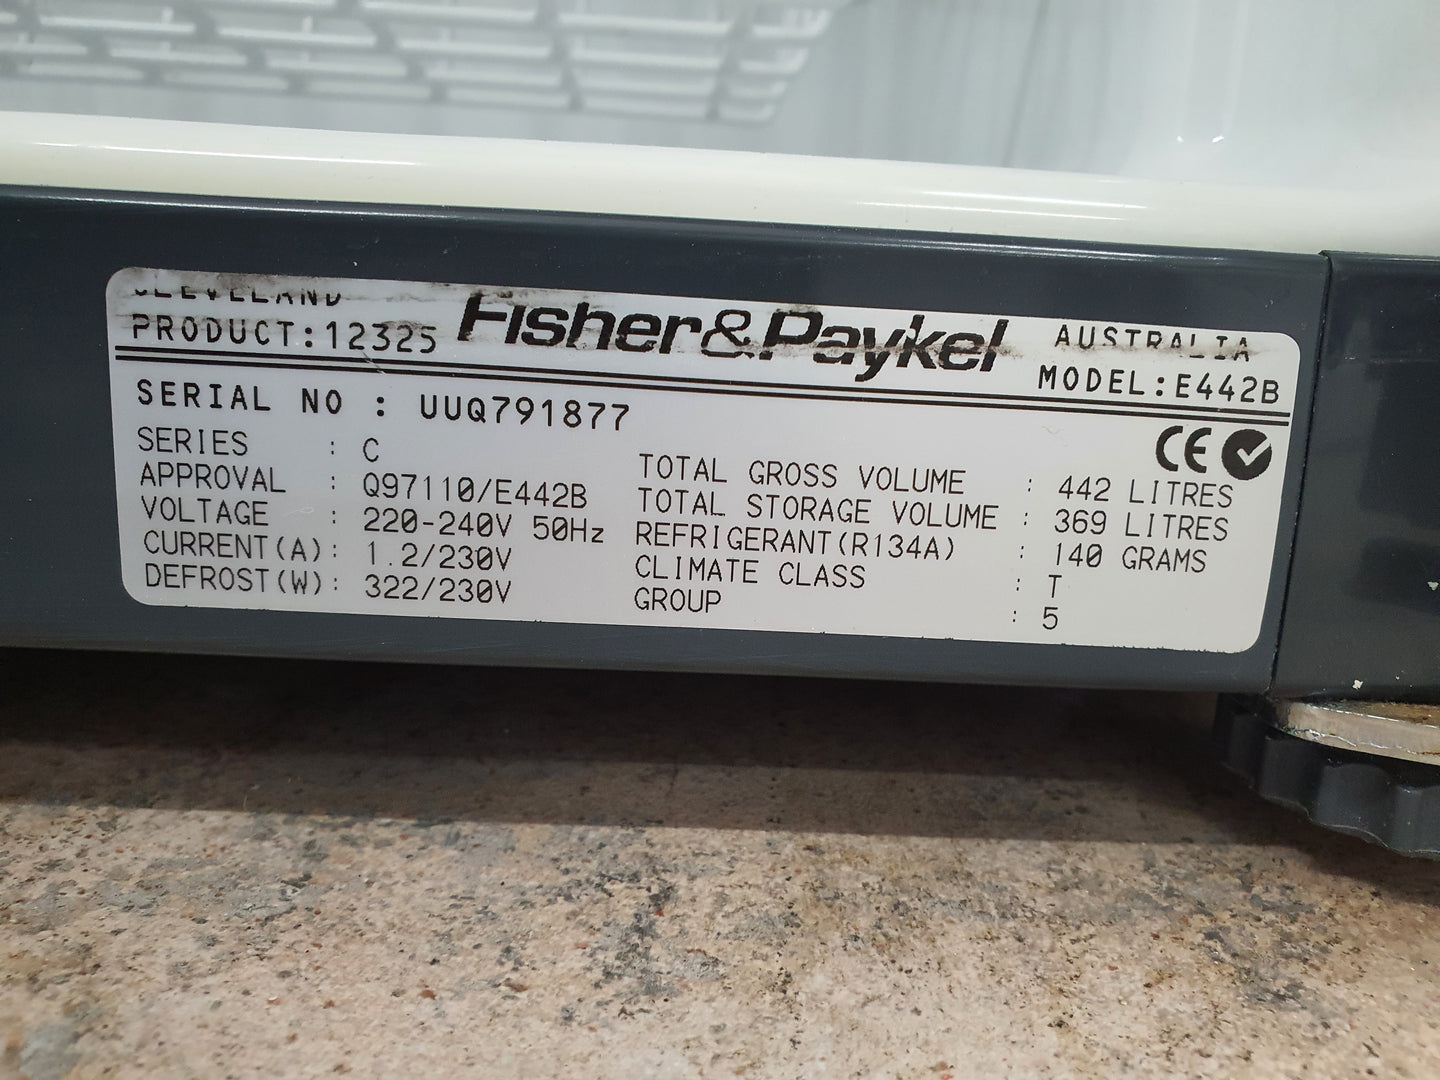 CLEVELAND Fisher&Paykel AUSTRALIA
PRODUCT:12325 MODEL:E442B
SERIAL NO : UUQ791877
CE
SERIES : C
APPROVAL : Q97110/E442B
VOLTAGE : 220-240V 50Hz
CURRENT(A): 1.2/230V
DEFROST(W): 322/230V
TOTAL GROSS VOLUME : 442 LITRES
TOTAL STORAGE VOLUME : 369 LITRES
REFRIGERANT(R134A) : 140 GRAMS
CLIMATE CLASS : T
GROUP : 5